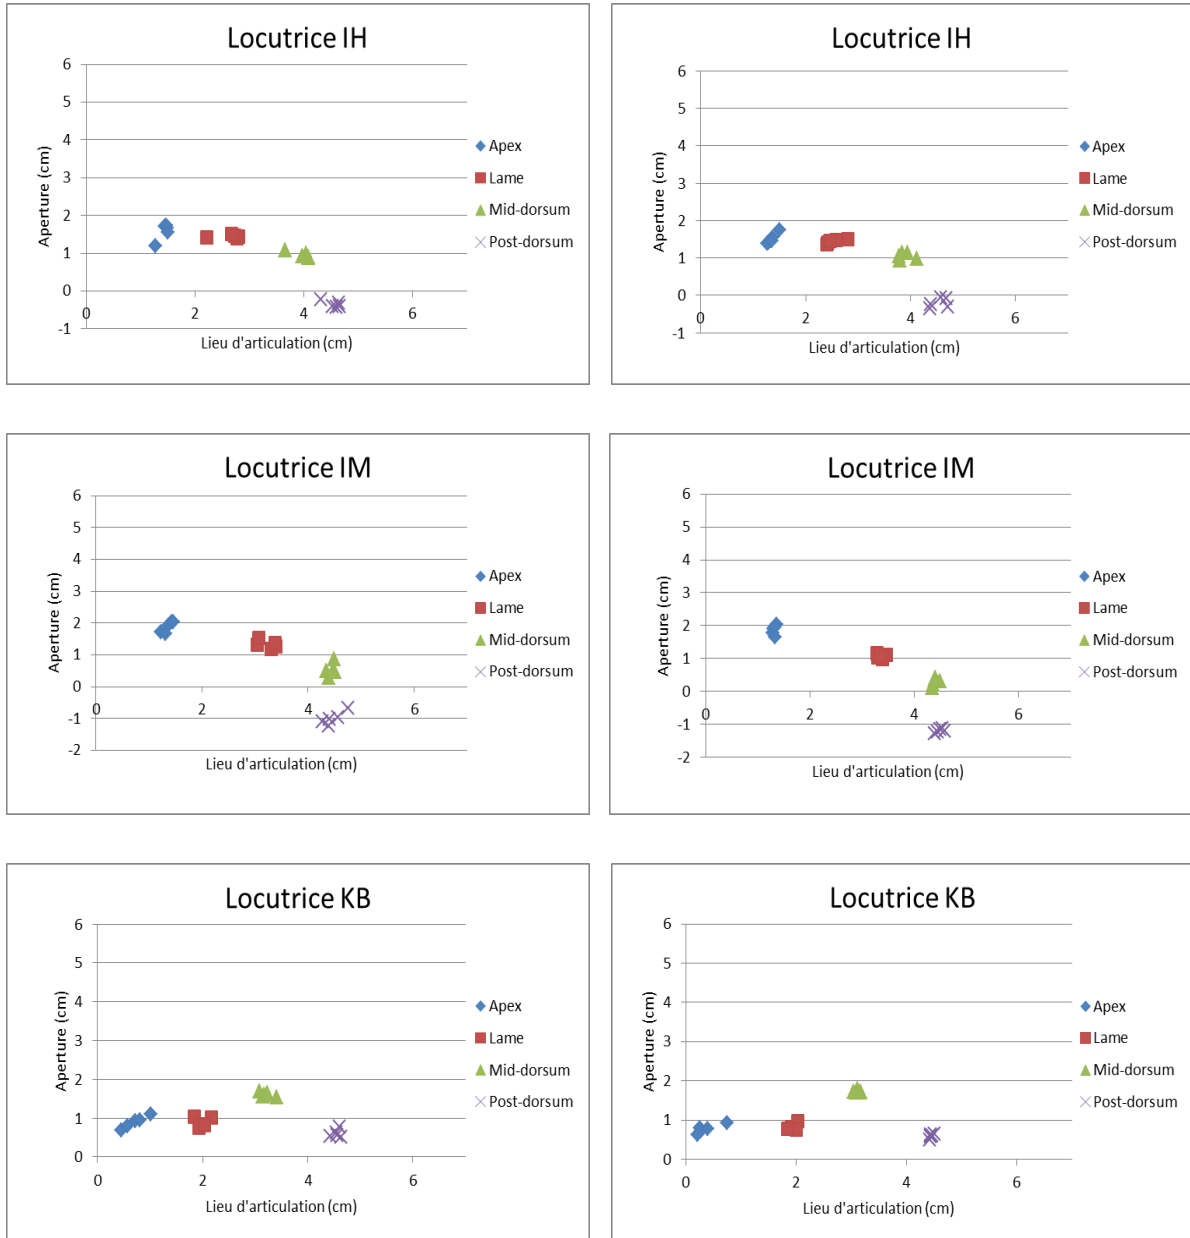 Locutrice IH
6
5
4
3
2
1
0
-1
0 2 4 6
Aperture (cm)
Lieu d'articulation (cm)
Apex
Lame
Mid-dorsum
Post-dorsum
Locutrice IH
6
5
4
3
2
1
0
-1
0 2 4 6
Aperture (cm)
Lieu d'articulation (cm)
Apex
Lame
Mid-dorsum
Post-dorsum
Locutrice IM
6
5
4
3
2
1
0
-1
-2
0 2 4 6
Aperture (cm)
Lieu d'articulation (cm)
Apex
Lame
Mid-dorsum
Post-dorsum
Locutrice IM
6
5
4
3
2
1
0
-1
-2
0 2 4 6
Aperture (cm)
Lieu d'articulation (cm)
Apex
Lame
Mid-dorsum
Post-dorsum
Locutrice KB
6
5
4
3
2
1
0
0 2 4 6
Aperture (cm)
Lieu d'articulation (cm)
Apex
Lame
Mid-dorsum
Post-dorsum
Locutrice KB
6
5
4
3
2
1
0
0 2 4 6
Aperture (cm)
Lieu d'articulation (cm)
Apex
Lame
Mid-dorsum
Post-dorsum